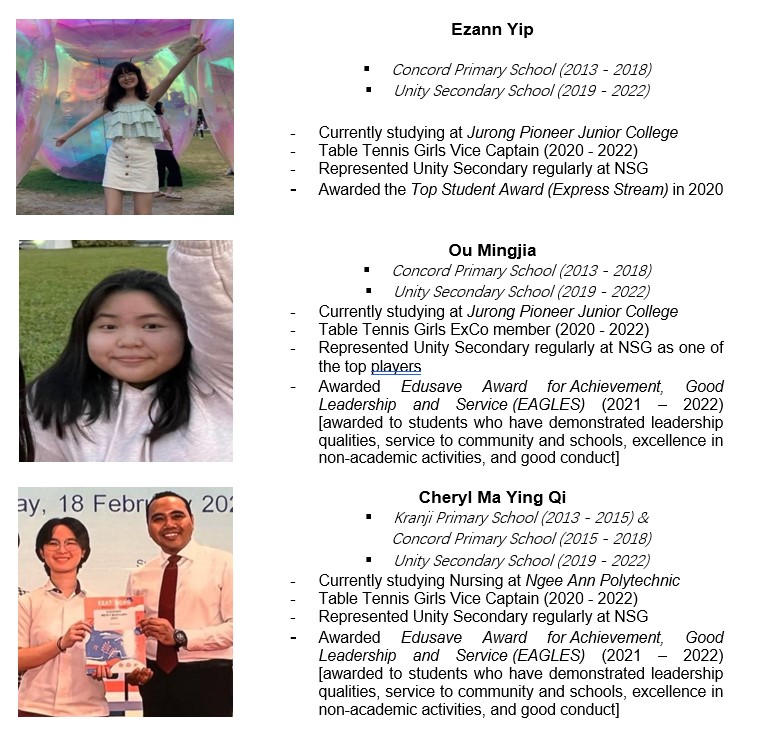 Ezann Yip
▪ Concord Primary School (2013 - 2018)
▪ Unity Secondary School (2019 - 2022)
- Currently studying at Jurong Pioneer Junior College
- Table Tennis Girls Vice Captain (2020 - 2022)
- Represented Unity Secondary regularly at NSG
- Awarded the Top Student Award (Express Stream) in 2020
Ou Mingjia
▪ Concord Primary School (2013 - 2018)
▪ Unity Secondary School (2019 - 2022)
- Currently studying at Jurong Pioneer Junior College
- Table Tennis Girls ExCo member (2020 - 2022)
- Represented Unity Secondary regularly at NSG as one of
the top players
- Awarded Edusave Award for Achievement, Good
Leadership and Service (EAGLES) (2021 – 2022)
[awarded to students who have demonstrated leadership
qualities, service to community and schools, excellence in
non-academic activities, and good conduct]
ay, 18 February 202
Cheryl Ma Ying Qi
▪ Kranji Primary School (2013 - 2015) &
Concord Primary School (2015 - 2018)
▪ Unity Secondary School (2019 - 2022)
- Currently studying Nursing at Ngee Ann Polytechnic
- Table Tennis Girls Vice Captain (2020 - 2022)
- Represented Unity Secondary regularly at NSG
- Awarded Edusave Award for Achievement, Good
Leadership and Service (EAGLES) (2021 – 2022)
[awarded to students who have demonstrated leadership
qualities, service to community and schools, excellence in
non-academic activities, and good conduct]